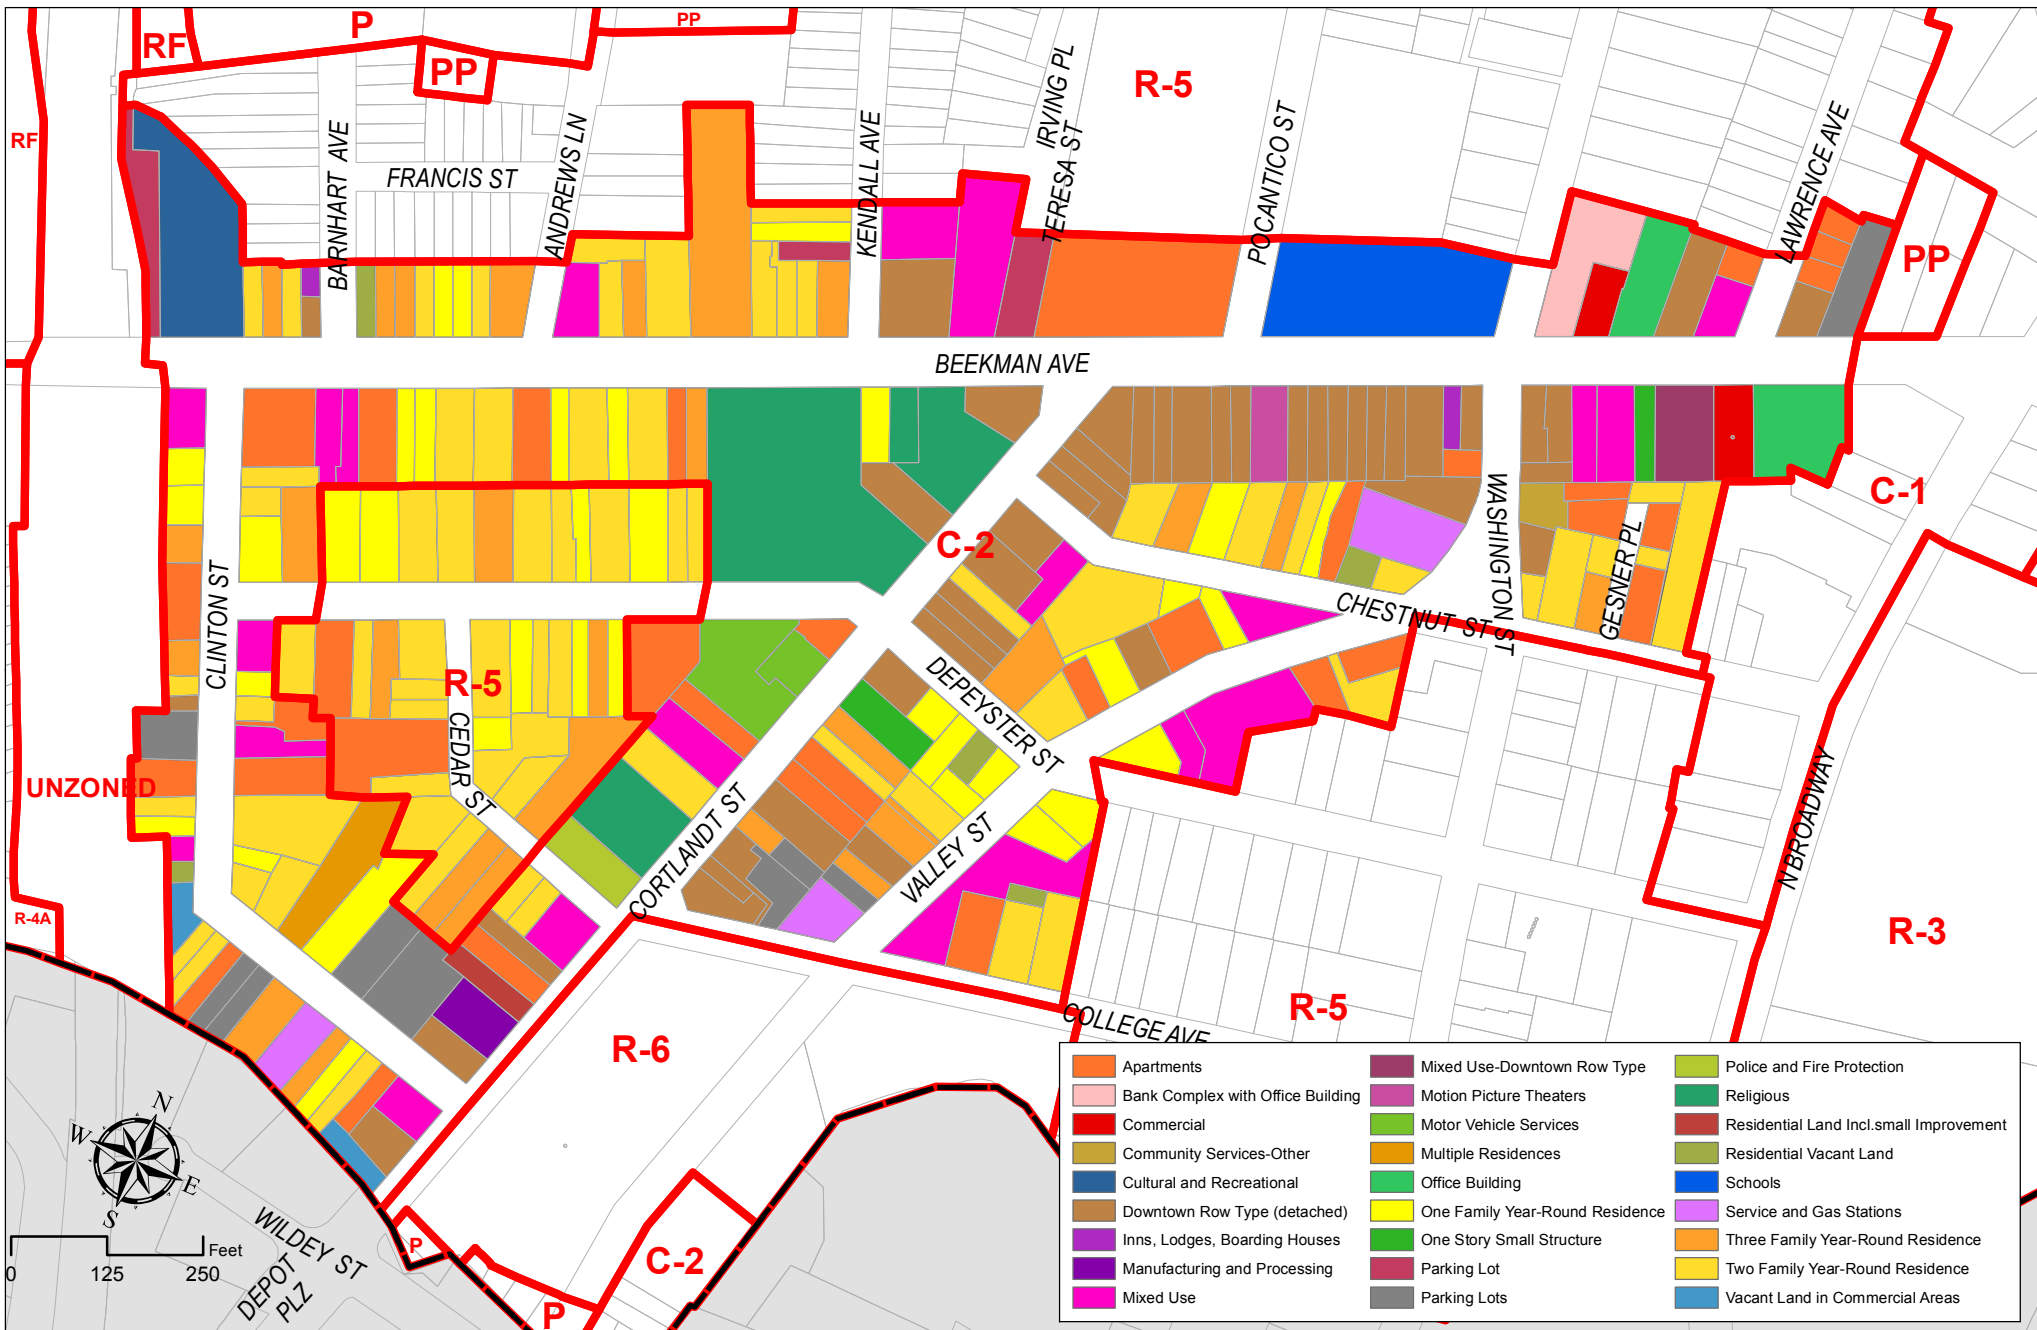 P
PP
RF
PP
R-5
RF
IRVING PL
TERESA ST
POCANTICO ST
LAWRENCE AVE
BARNHART AVE
FRANCIS ST
ANDREWS LN
KENDALL AVE
PP
BEEKMAN AVE
C-1
C-2
WASHINGTON ST
GESNER PL
CHESTNUT ST
CLINTON ST
R-5
CEDAR ST
DEPEYSTER ST
UNZONED
CORTLANDT ST
VALLEY ST
N BROADWAY
R-4A
R-3
R-5
COLLEGE AVE
R-6
N
W
E
S
WILDEY ST
DEPOT
PLZ
P
C-2
P
Feet
0 125 250
Apartments
Bank Complex with Office Building
Commercial
Community Services-Other
Cultural and Recreational
Downtown Row Type (detached)
Inns, Lodges, Boarding Houses
Manufacturing and Processing
Mixed Use
Mixed Use-Downtown Row Type
Motion Picture Theaters
Motor Vehicle Services
Multiple Residences
Office Building
One Family Year-Round Residence
One Story Small Structure
Parking Lot
Parking Lots
Police and Fire Protection
Religious
Residential Land Incl.small Improvement
Residential Vacant Land
Schools
Service and Gas Stations
Three Family Year-Round Residence
Two Family Year-Round Residence
Vacant Land in Commercial Areas